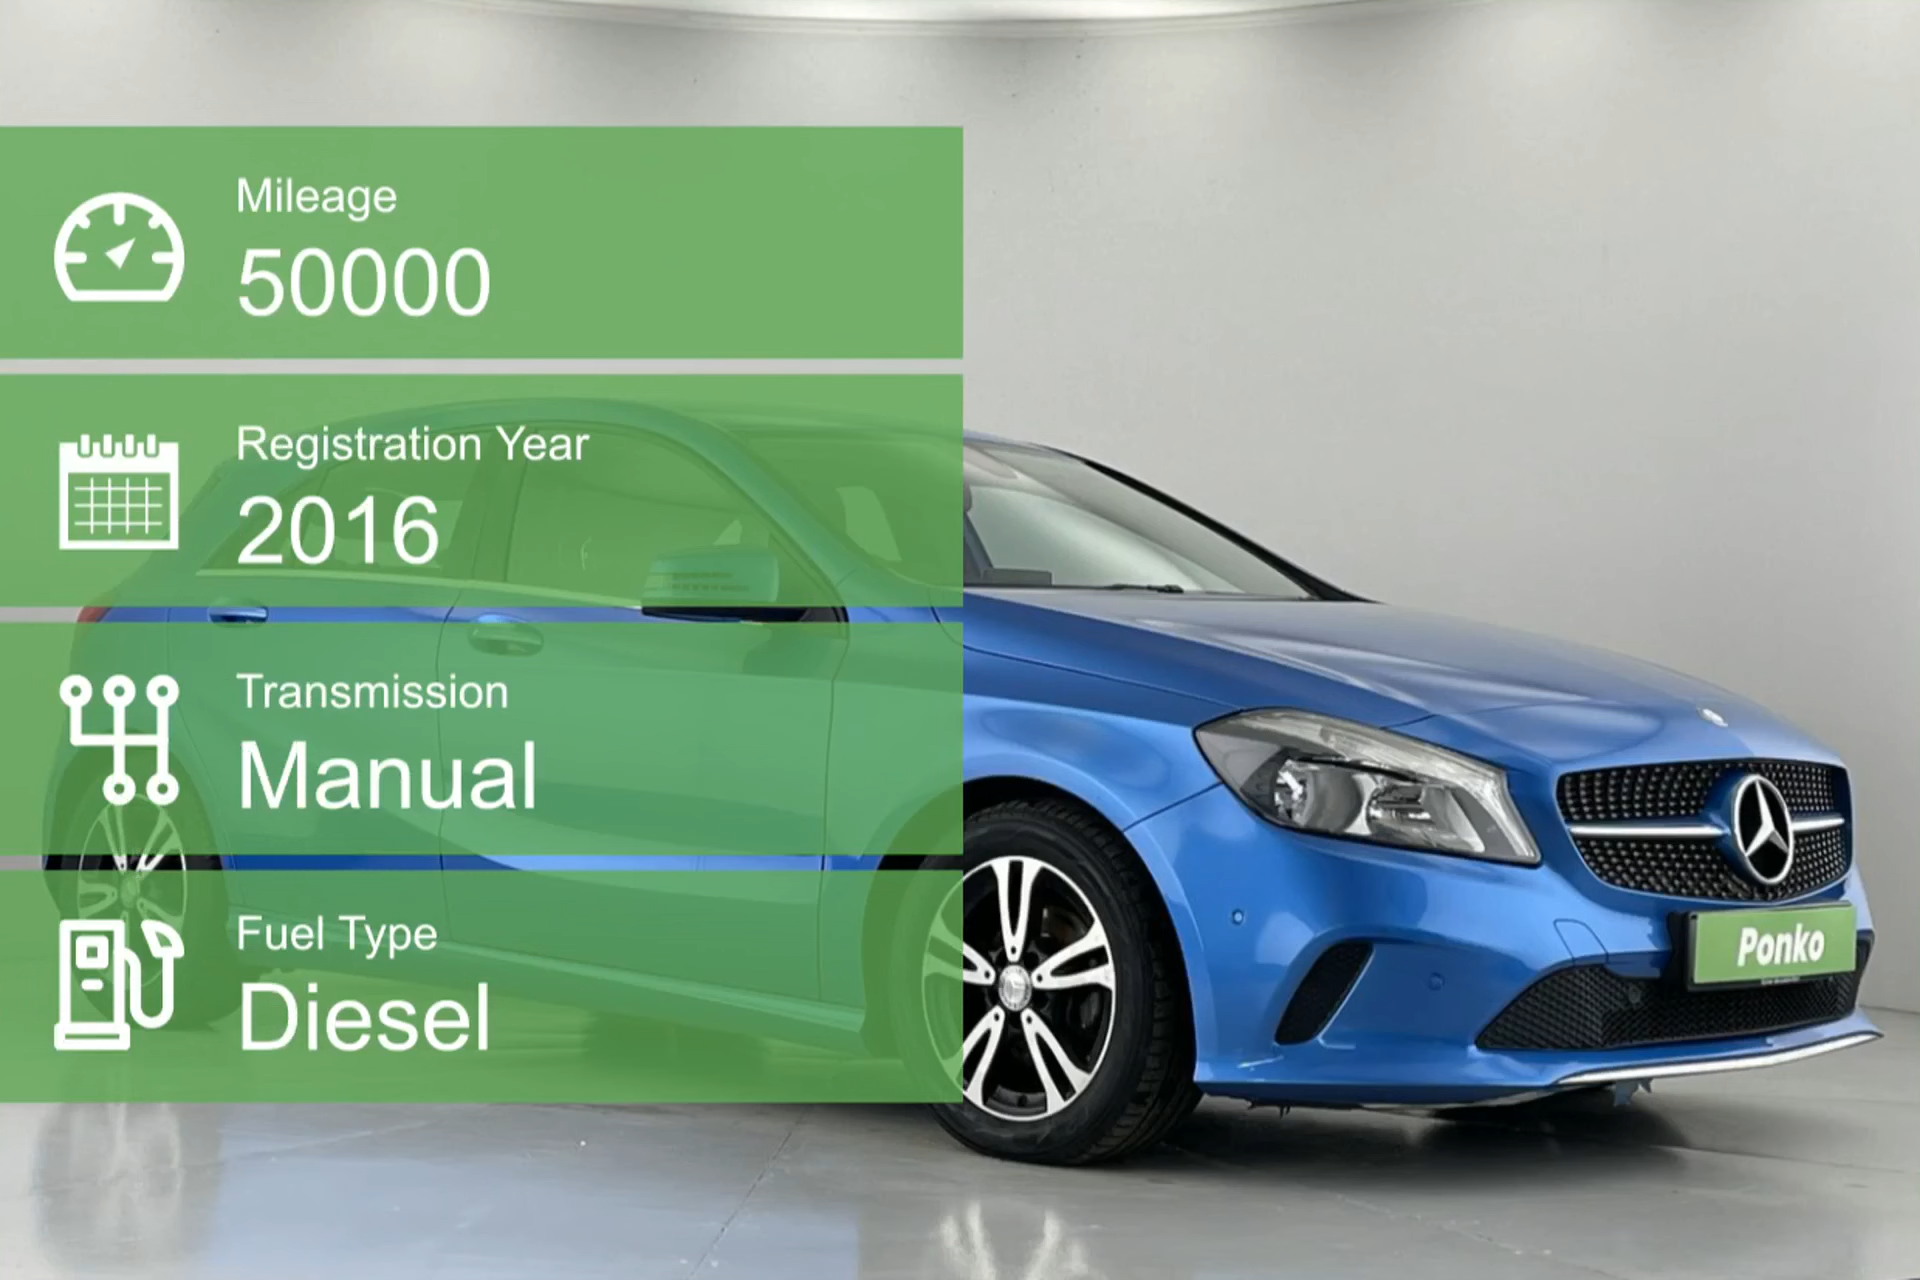 Mileage
50000
Registration Year
2016
Transmission
Manual
Fuel Type
Diesel
Ponko